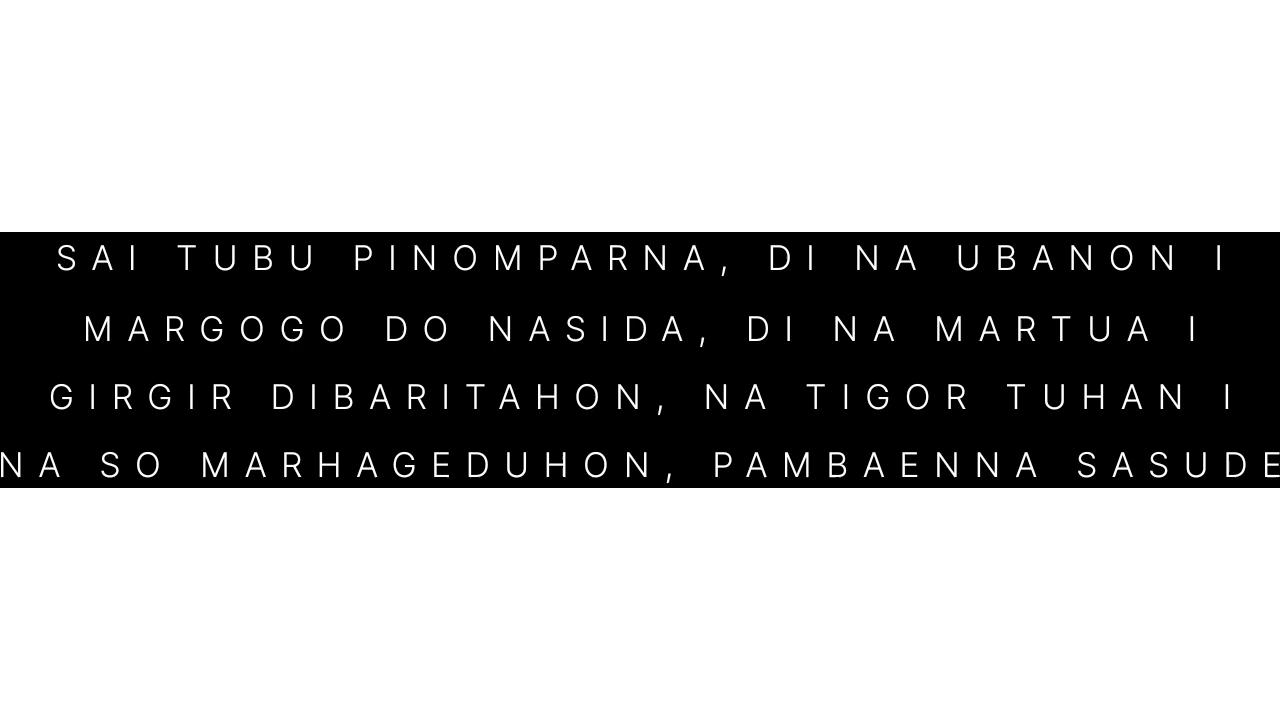 SAI TUBU PINOMPARNA, DI NA UBANON I
MARGOGO DO NASIDA, DI NA MARTUA I
GIRGIR DIBARITAHON, NA TIGOR TUHAN I
NA SO MARHAGEDUHON, PAMBAENNA SASUDE